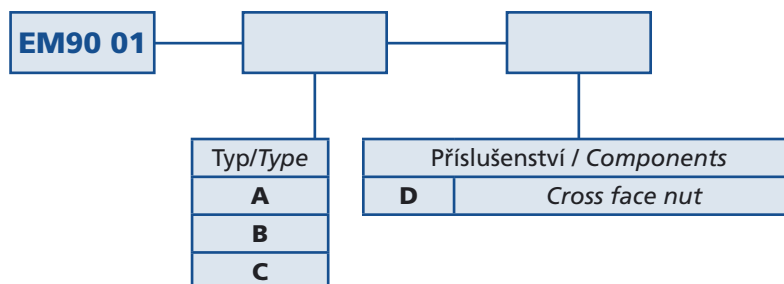 EM90 01
Typ/Type
A
B
C
Příslušenství / Components
D Cross face nut